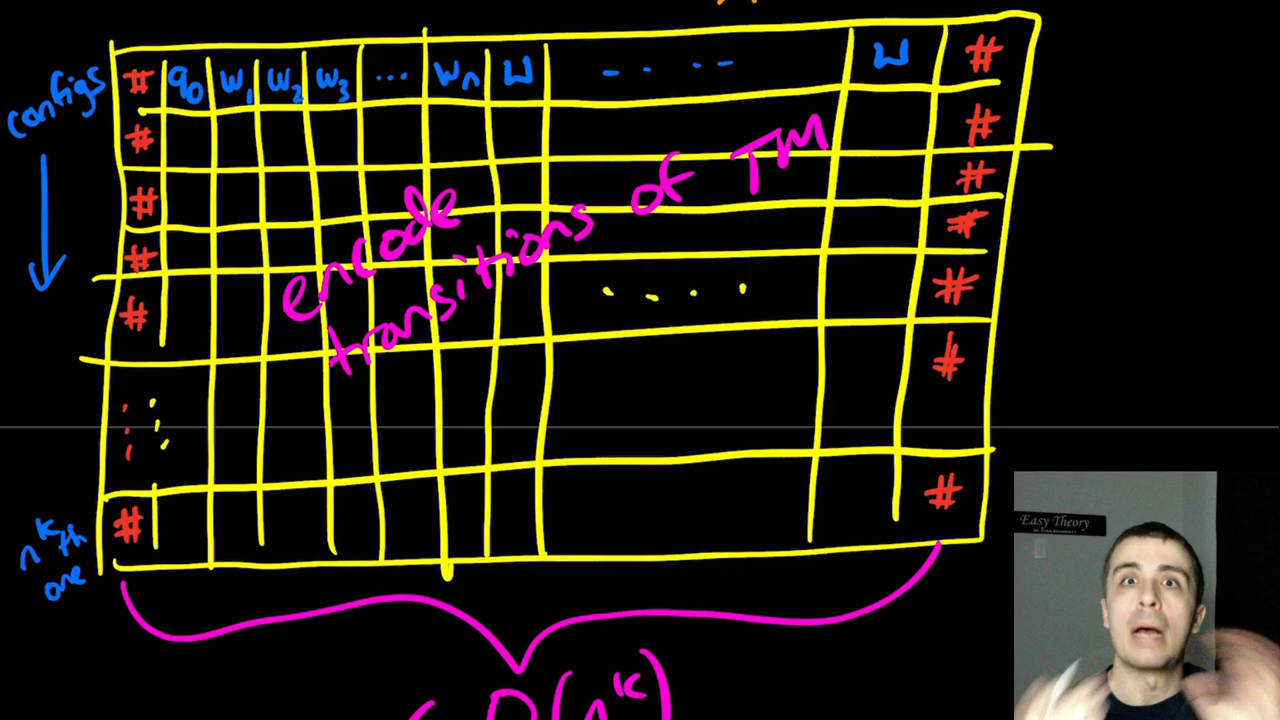 configs
# q0 w1 w2 w3 ... wn ⊔ - - - - ⊔ #
# #
# #
# #
# #
#
encode
transitions of TM
. . . .
n^k th
one
# #
∈ O(n^k)
Easy Theory